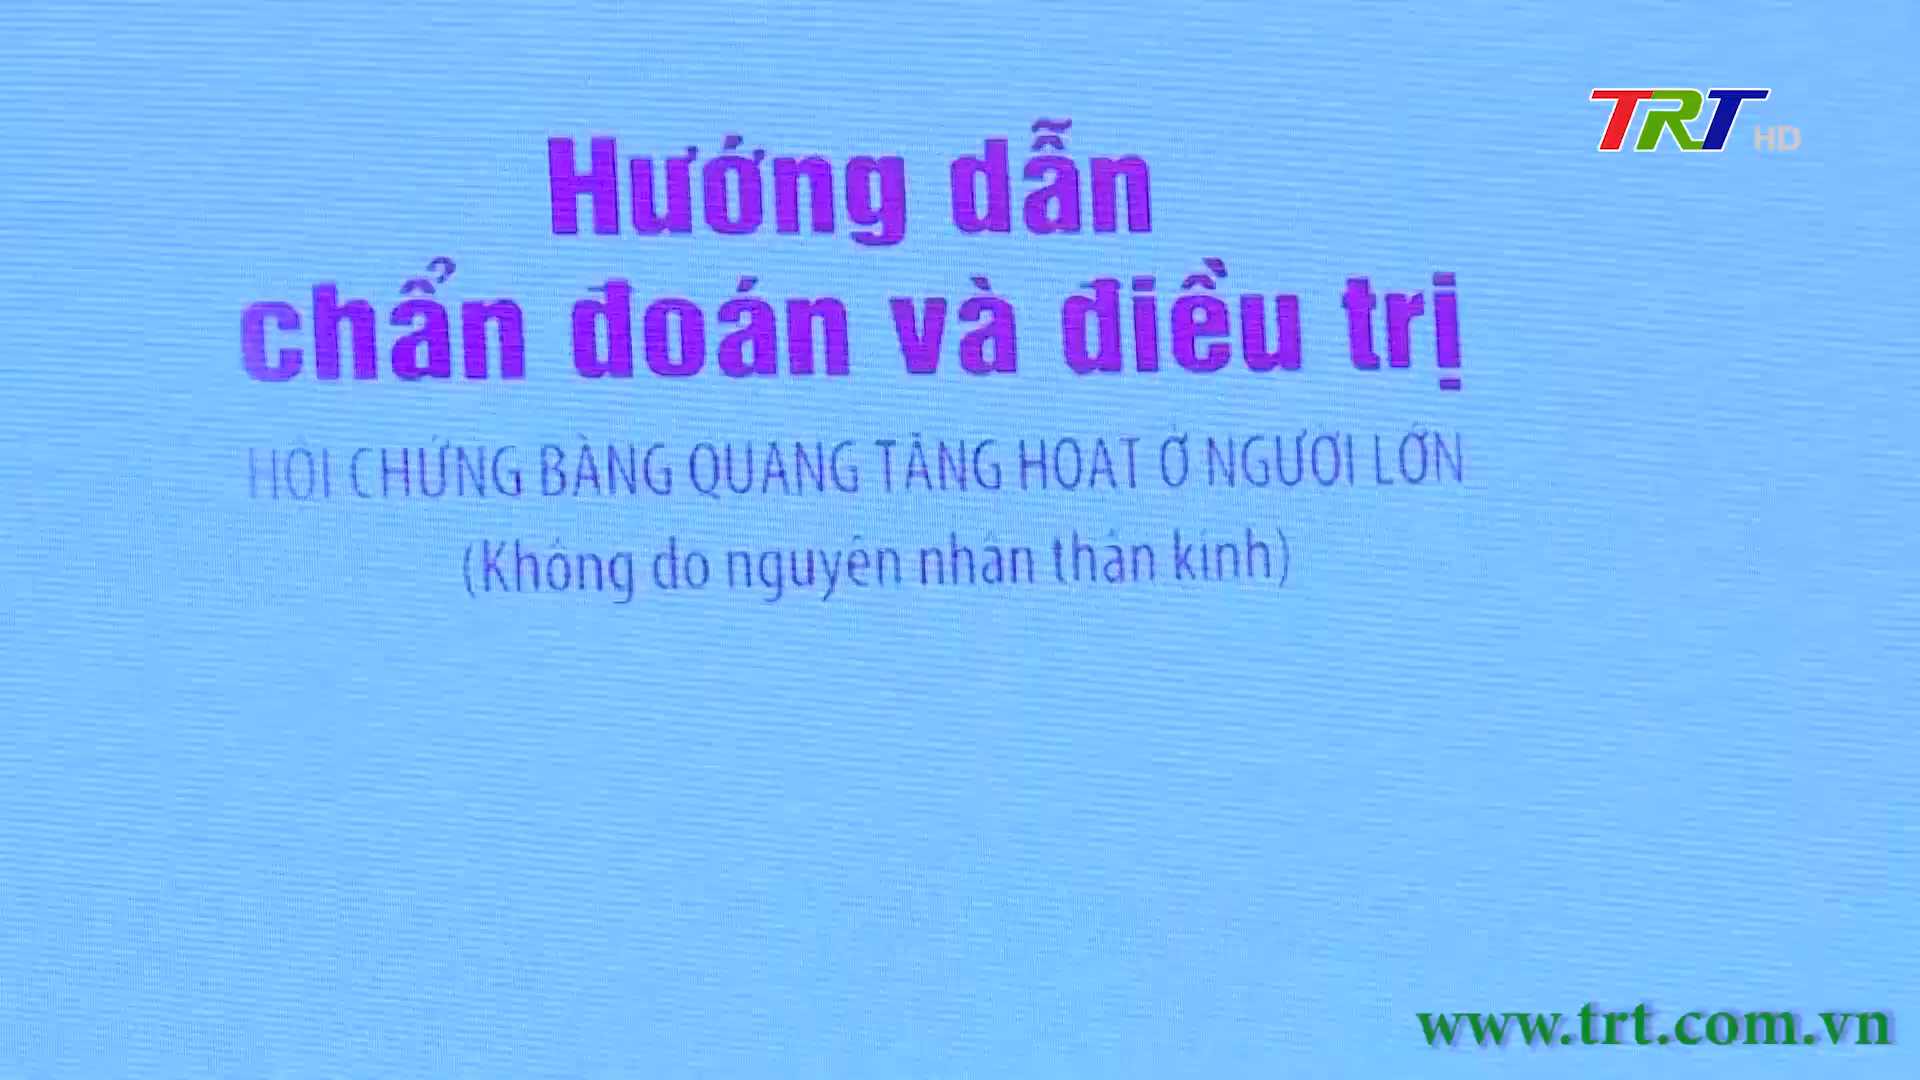 TRT HD
Hướng dẫn
chẩn đoán và điều trị
HỘI CHỨNG BÀNG QUANG TĂNG HOẠT Ở NGƯỜI LỚN
(Không do nguyên nhân thần kinh)
www.trt.com.vn